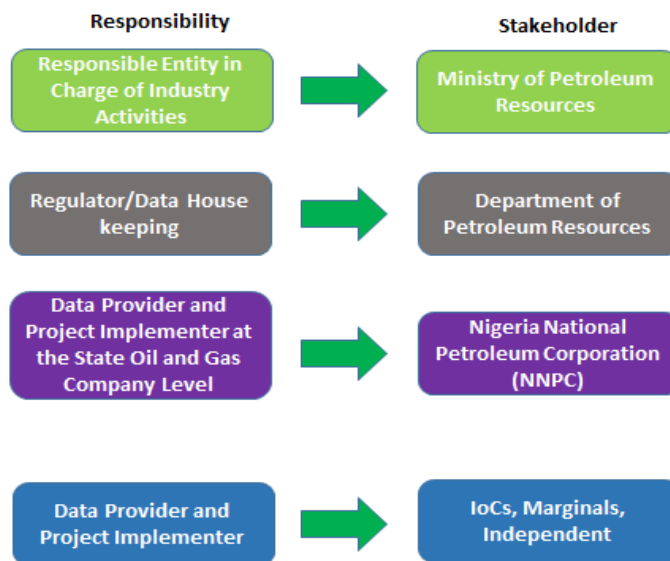 Responsibility
Stakeholder
Responsible Entity in
Charge of Industry
Activities
Ministry of Petroleum
Resources
Regulator/Data House
keeping
Department of
Petroleum Resources
Data Provider and
Project Implementer at
the State Oil and Gas
Company Level
Nigeria National
Petroleum Corporation
(NNPC)
Data Provider and
Project Implementer
IoCs, Marginals,
Independent